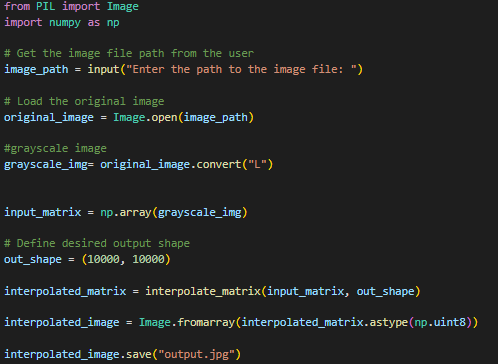 from PIL import Image
import numpy as np
# Get the image file path from the user
image_path = input("Enter the path to the image file: ")
# Load the original image
original_image = Image.open(image_path)
#grayscale image
grayscale_img= original_image.convert("L")
input_matrix = np.array(grayscale_img)
# Define desired output shape
out_shape = (10000, 10000)
interpolated_matrix = interpolate_matrix(input_matrix, out_shape)
interpolated_image = Image.fromarray(interpolated_matrix.astype(np.uint8))
interpolated_image.save("output.jpg")